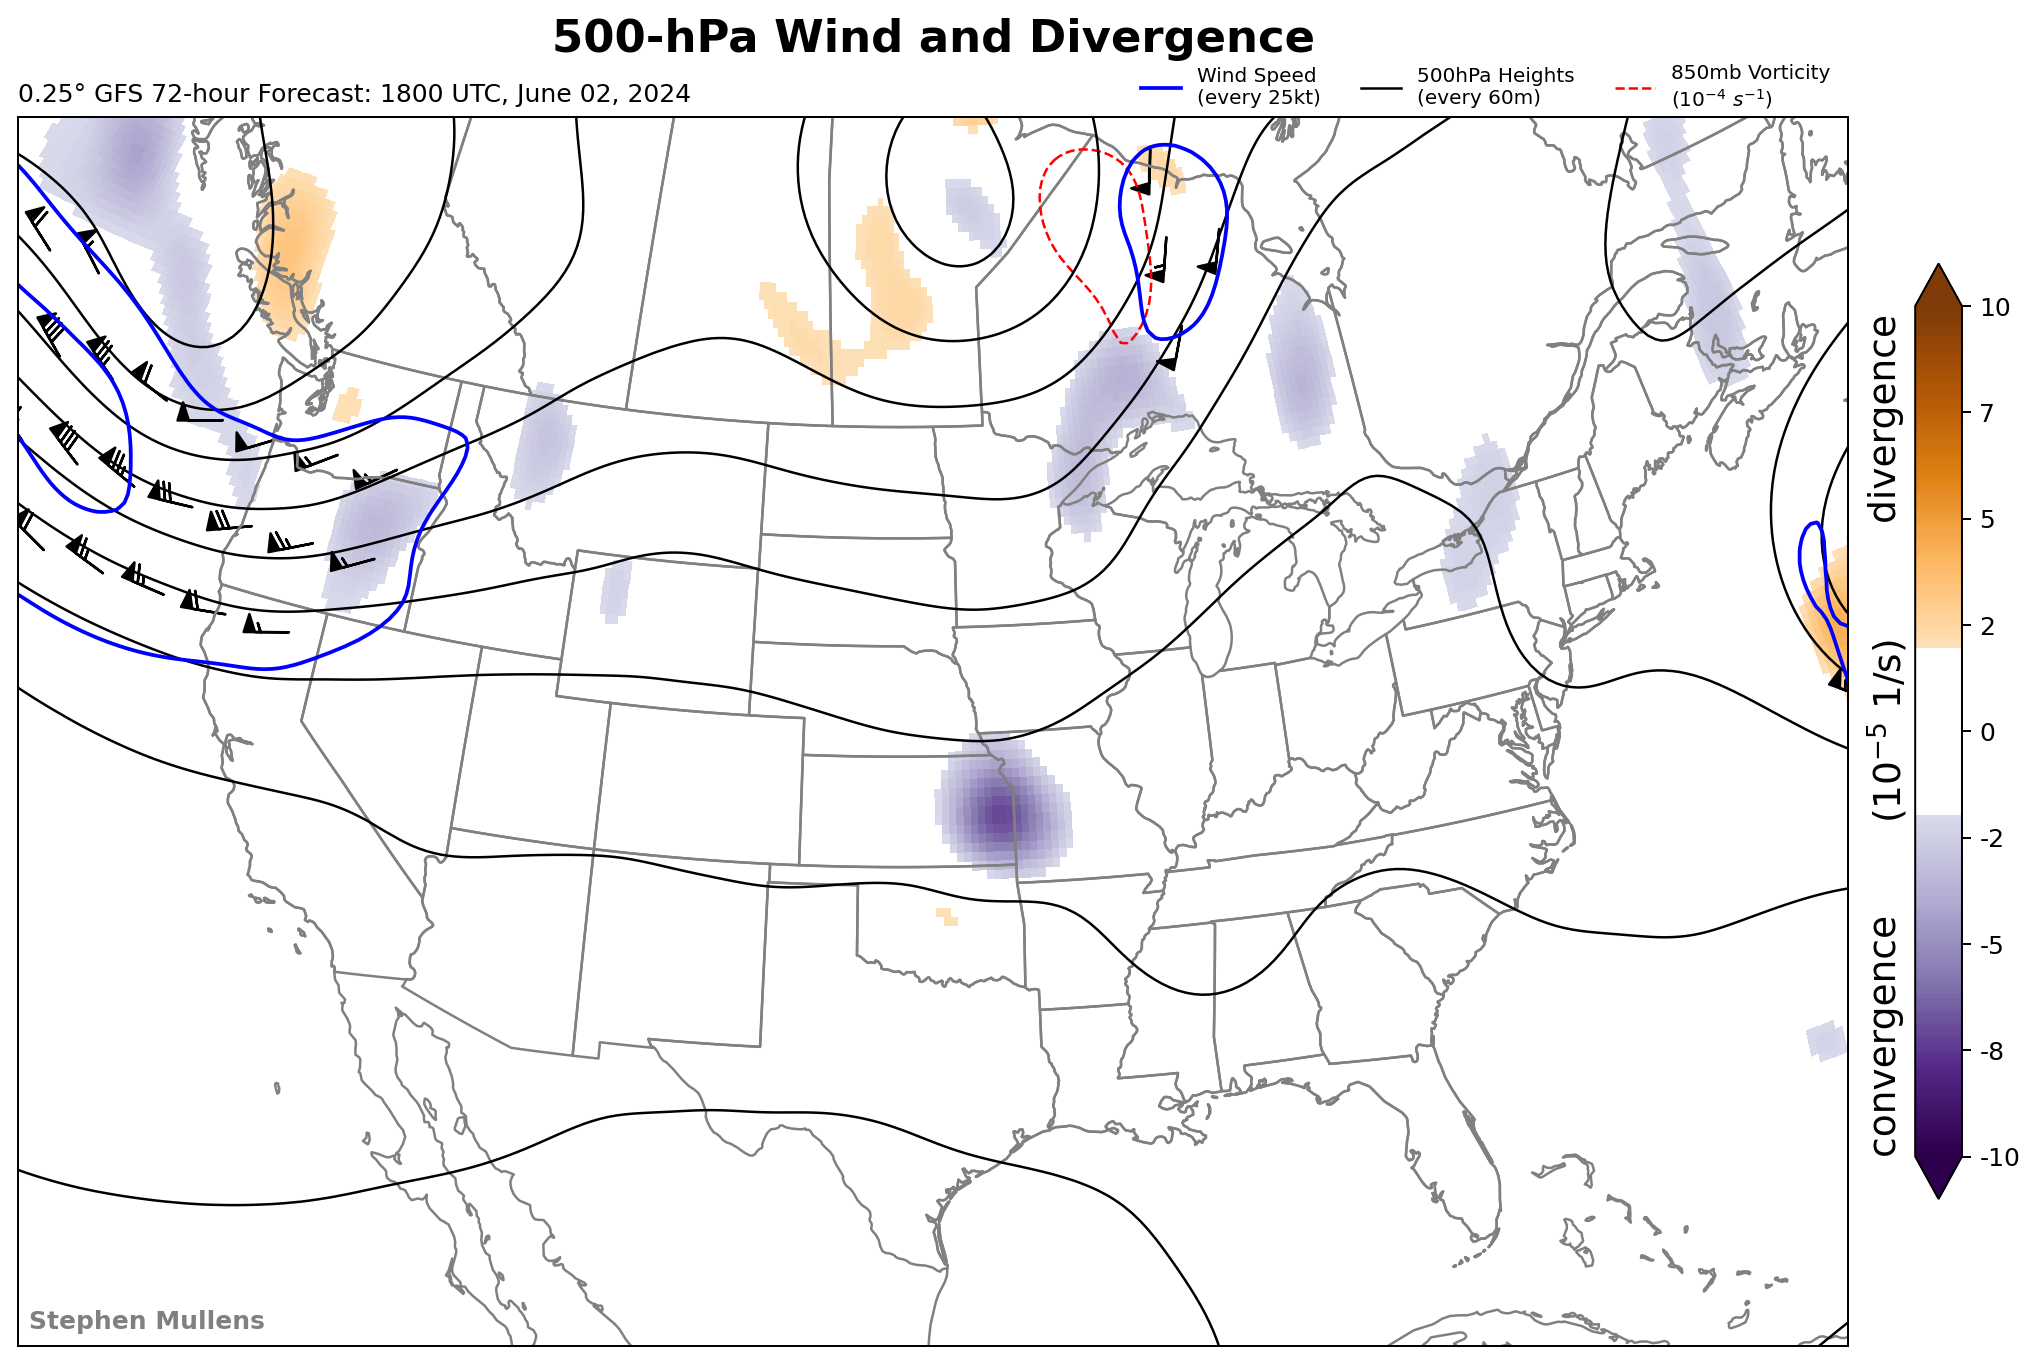 500-hPa Wind and Divergence
0.25° GFS 72-hour Forecast: 1800 UTC, June 02, 2024
Wind Speed
(every 25kt)
500hPa Heights
(every 60m)
850mb Vorticity
(10⁻⁴ s⁻¹)
10
7
5
2
0
-2
-5
-8
-10
convergence (10⁻⁵ 1/s) divergence
Stephen Mullens